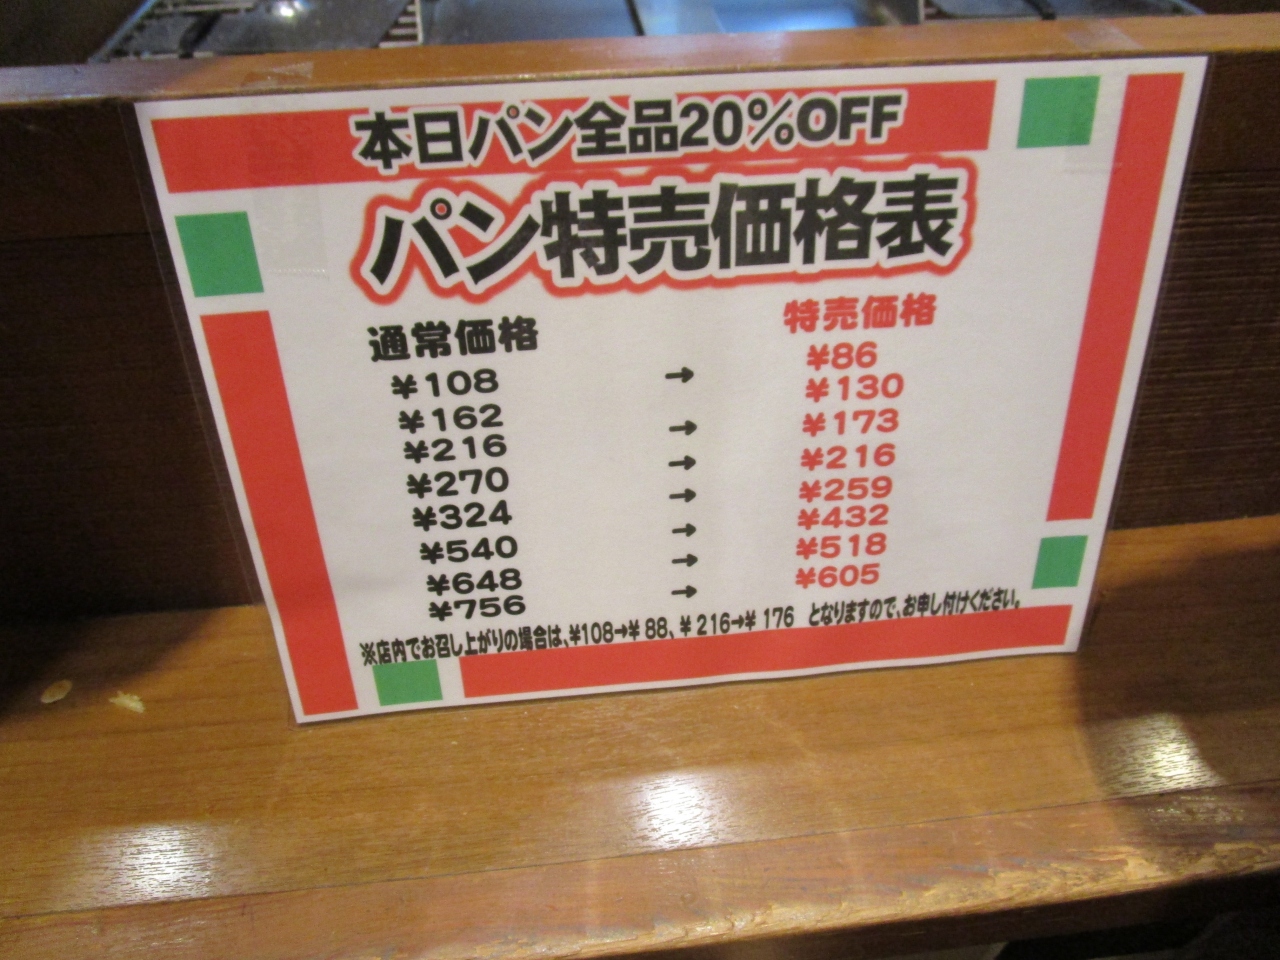 本日パン全品20%OFF
パン特売価格表
通常価格 特売価格
¥108 → ¥86
¥162 → ¥130
¥216 → ¥173
¥270 → ¥216
¥324 → ¥259
¥540 → ¥432
¥648 → ¥518
¥756 ¥605
※店内でお召し上がりの場合は、¥108→¥88、¥216→¥176 となりますので、お申し付けください。